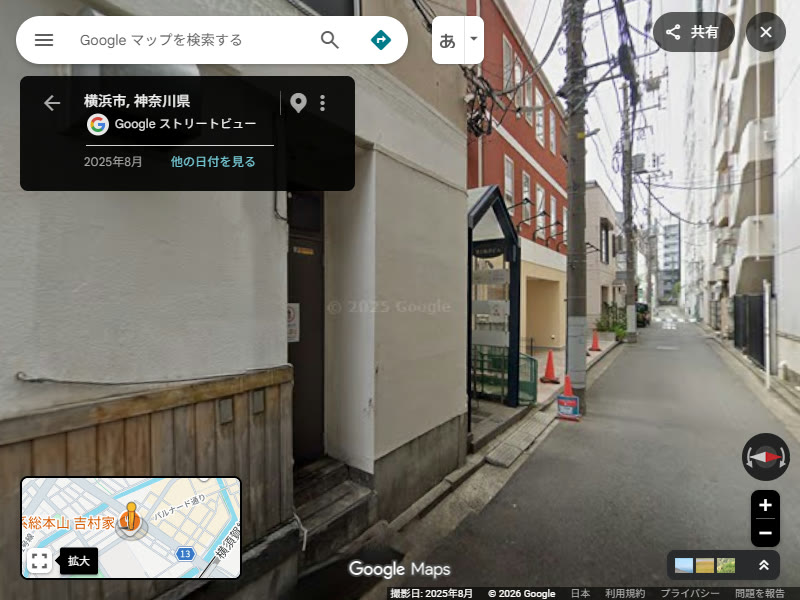 Google マップを検索する
あ
共有
横浜市, 神奈川県
Google ストリートビュー
2025年8月
他の日付を見る
© 2025 Google
系総本山 吉村家
パルナード通り
13
横須賀
拡大
Google Maps
撮影日: 2025年8月 © 2026 Google 日本 利用規約 プライバシー 問題を報告